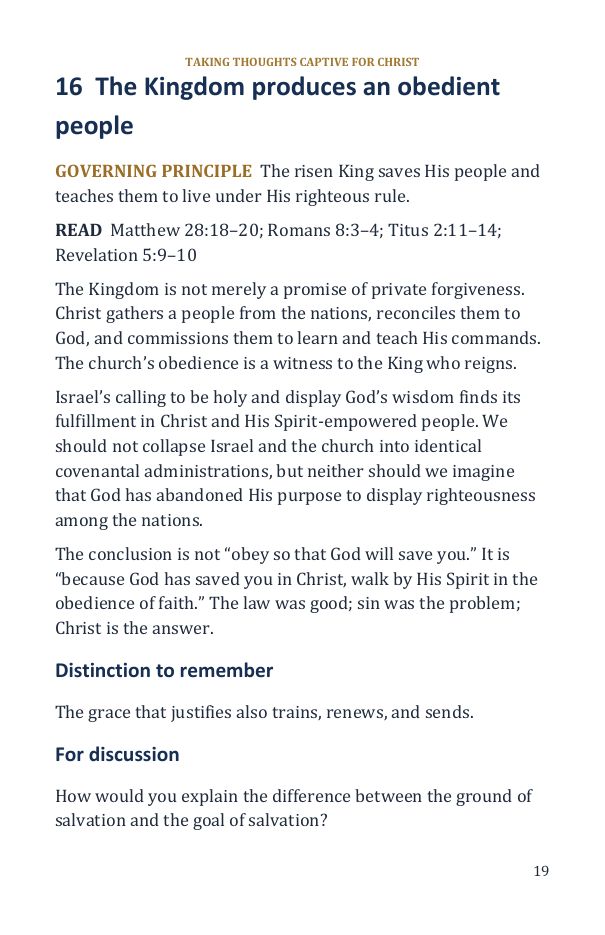 TAKING THOUGHTS CAPTIVE FOR CHRIST
16  The Kingdom produces an obedient
people
GOVERNING PRINCIPLE  The risen King saves His people and
teaches them to live under His righteous rule.
READ  Matthew 28:18–20; Romans 8:3–4; Titus 2:11–14;
Revelation 5:9–10
The Kingdom is not merely a promise of private forgiveness.
Christ gathers a people from the nations, reconciles them to
God, and commissions them to learn and teach His commands.
The church’s obedience is a witness to the King who reigns.
Israel’s calling to be holy and display God’s wisdom finds its
fulfillment in Christ and His Spirit-empowered people. We
should not collapse Israel and the church into identical
covenantal administrations, but neither should we imagine
that God has abandoned His purpose to display righteousness
among the nations.
The conclusion is not “obey so that God will save you.” It is
“because God has saved you in Christ, walk by His Spirit in the
obedience of faith.” The law was good; sin was the problem;
Christ is the answer.
Distinction to remember
The grace that justifies also trains, renews, and sends.
For discussion
How would you explain the difference between the ground of
salvation and the goal of salvation?
19